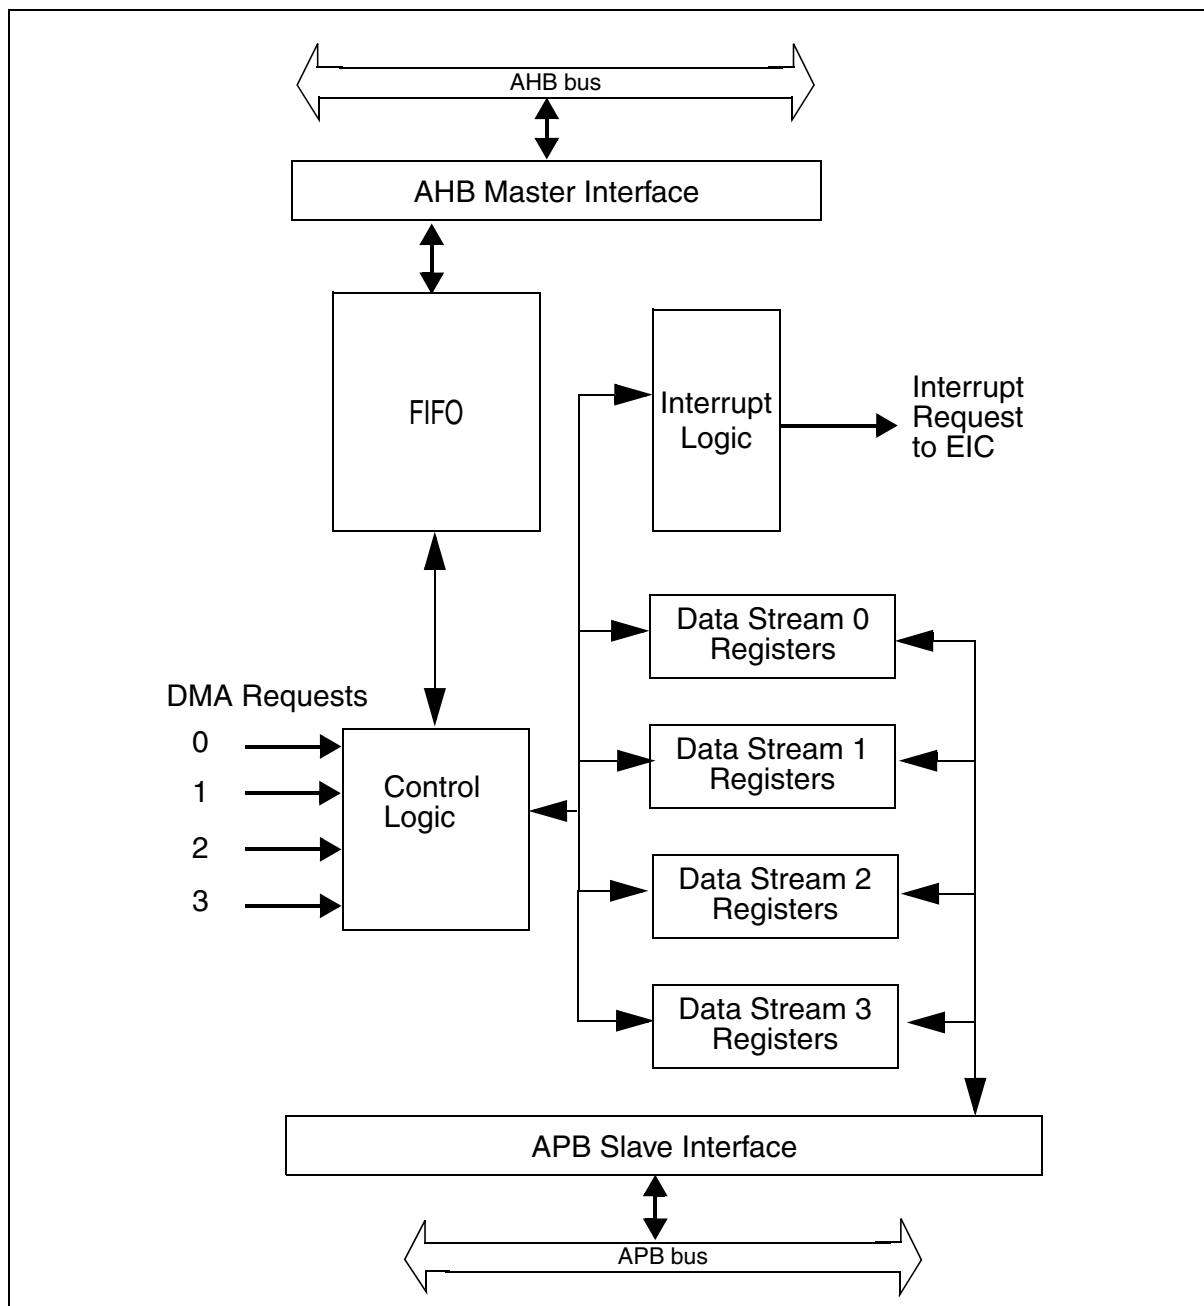 AHB bus
AHB Master Interface
FIFO
Interrupt
Logic
Interrupt
Request
to EIC
Data Stream 0
Registers
DMA Requests
0
1
2
3
Control
Logic
Data Stream 1
Registers
Data Stream 2
Registers
Data Stream 3
Registers
APB Slave Interface
APB bus